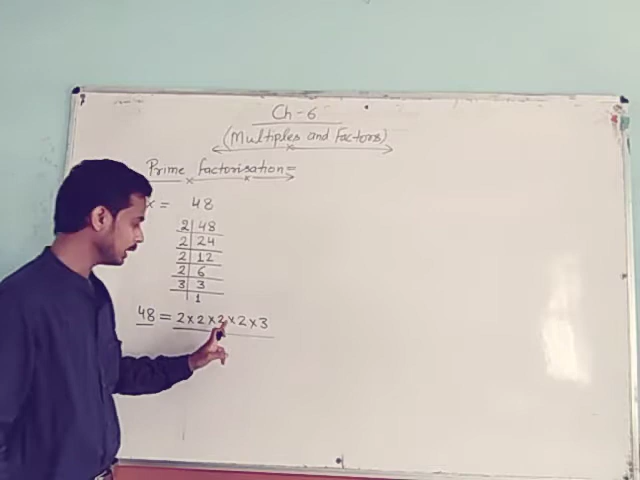 Ch-6
(Multiples and Factors)
Prime factorisation=
x = 48
2 | 48
2 | 24
2 | 12
2 | 6
3 | 3
| 1
48 = 2×2×2×2×3